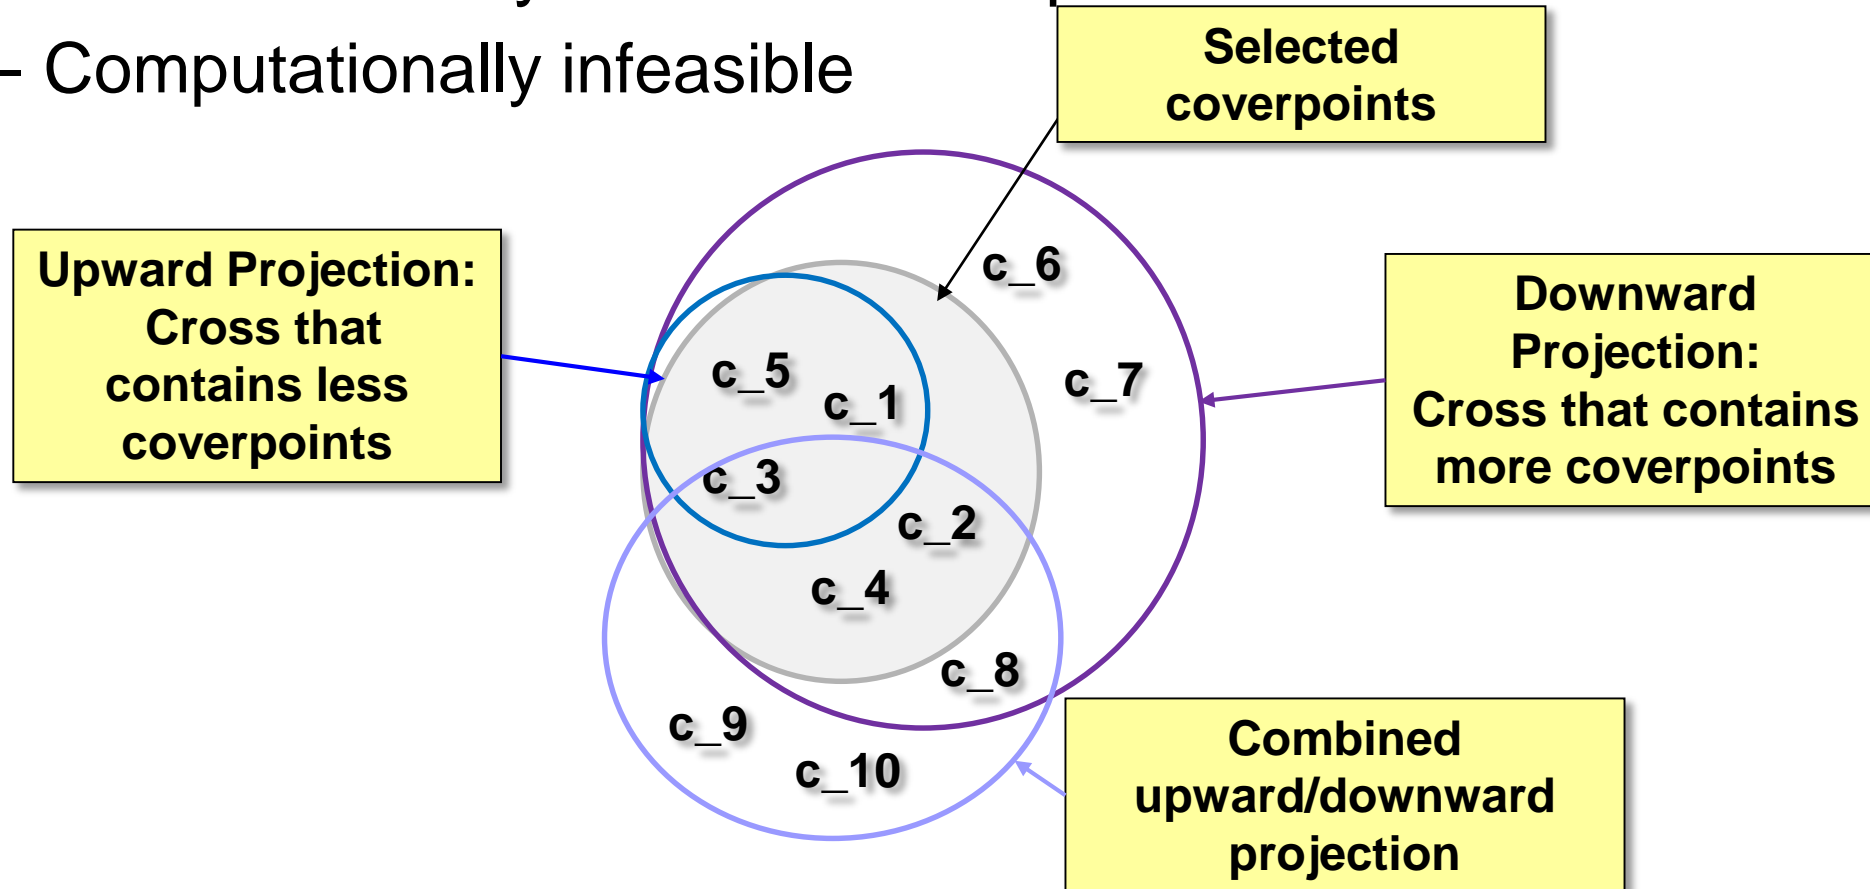 – Computationally infeasible
Selected
coverpoints
Upward Projection:
Cross that
contains less
coverpoints
c_6
Downward
Projection:
Cross that contains
more coverpoints
c_5
c_7
c_1
c_3
c_2
c_4
c_8
c_9
c_10
Combined
upward/downward
projection